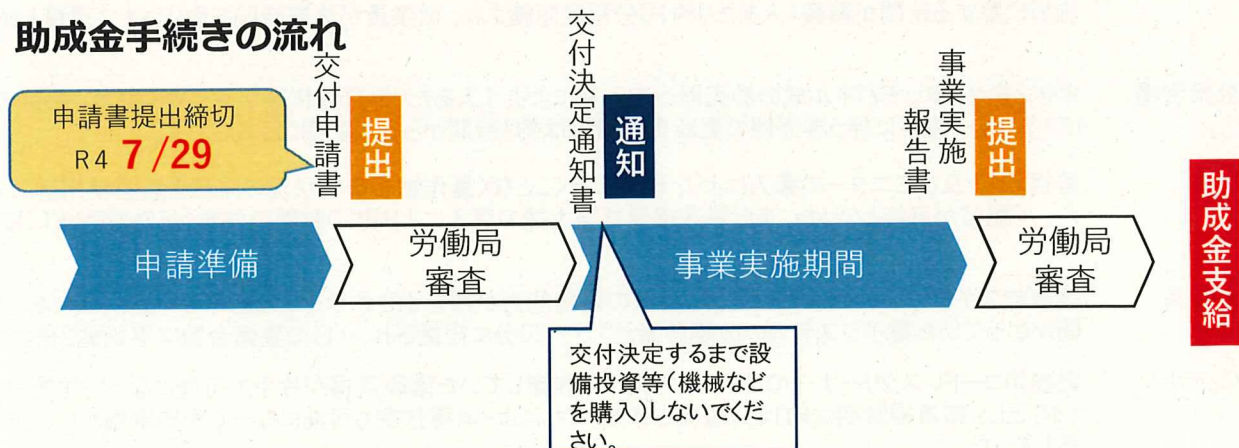 助成金手続きの流れ
申請書提出締切
R4 7/29
交付申請書
提出
交付決定通知書
通知
事業実施
報告書
提出
申請準備
労働局
審査
事業実施期間
労働局
審査
助成金支給
交付決定するまで設
備投資等(機械など
を購入)しないでくだ
さい。